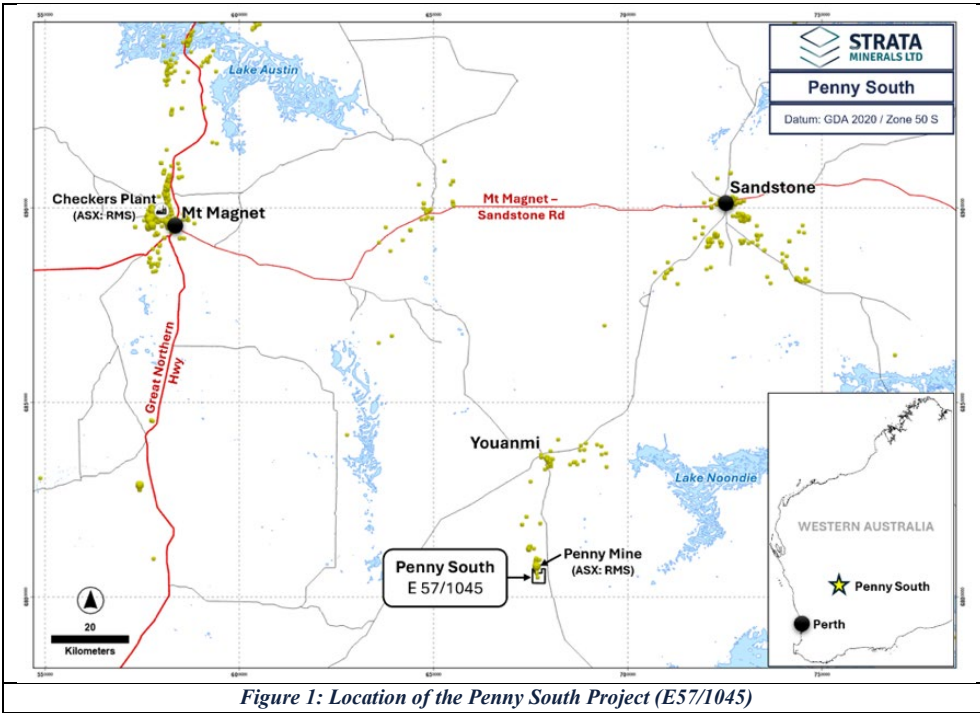 STRATA
MINERALS LTD
Penny South
Datum: GDA 2020 / Zone 50 S
Lake Austin
Checkers Plant
(ASX: RMS)
Mt Magnet
Mt Magnet –
Sandstone Rd
Sandstone
Great Northern
Hwy
Youanmi
Lake Noondie
Penny South
E 57/1045
Penny Mine
(ASX: RMS)
WESTERN AUSTRALIA
Penny South
Perth
20
Kilometers
Figure 1: Location of the Penny South Project (E57/1045)